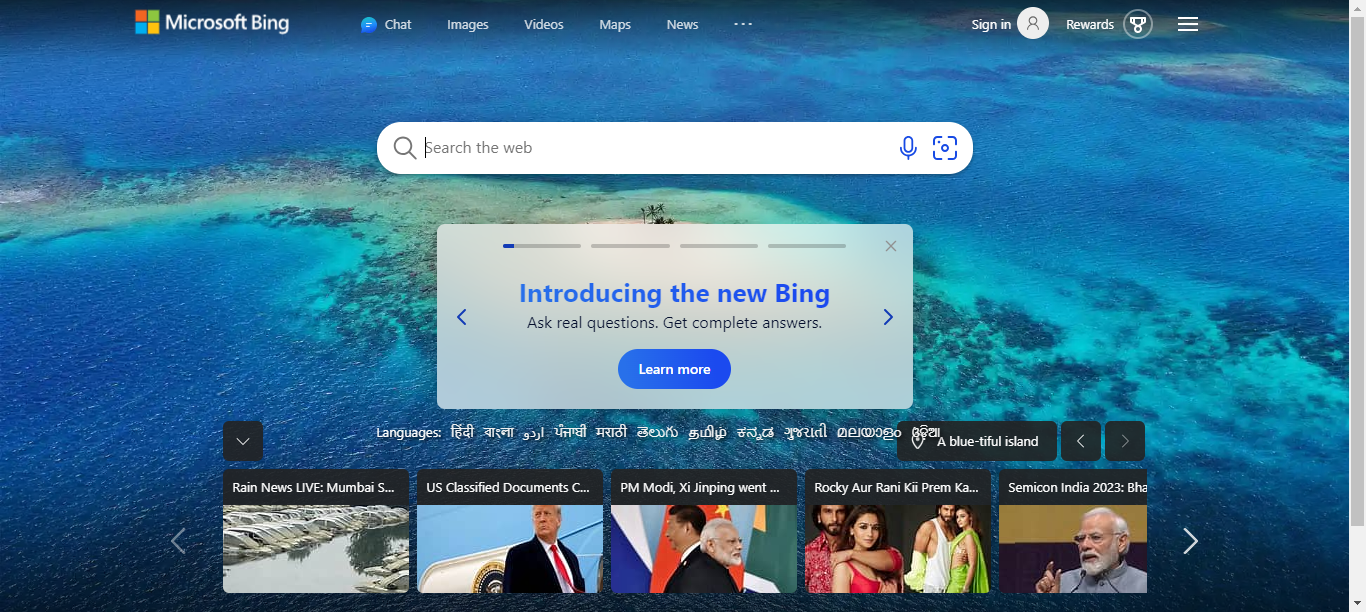 Microsoft Bing
Chat
Images
Videos
Maps
News
Sign in
Rewards
Search the web
Introducing the new Bing
Ask real questions. Get complete answers.
Learn more
Languages: हिंदी বাংলা اردو ਪੰਜਾਬੀ मराठी తెలుగు தமிழ் ಕನ್ನಡ ગુજરાતી മലയാളം
A blue-tiful island
Rain News LIVE: Mumbai S...
US Classified Documents C...
PM Modi, Xi Jinping went ...
Rocky Aur Rani Kii Prem Ka...
Semicon India 2023: Bha